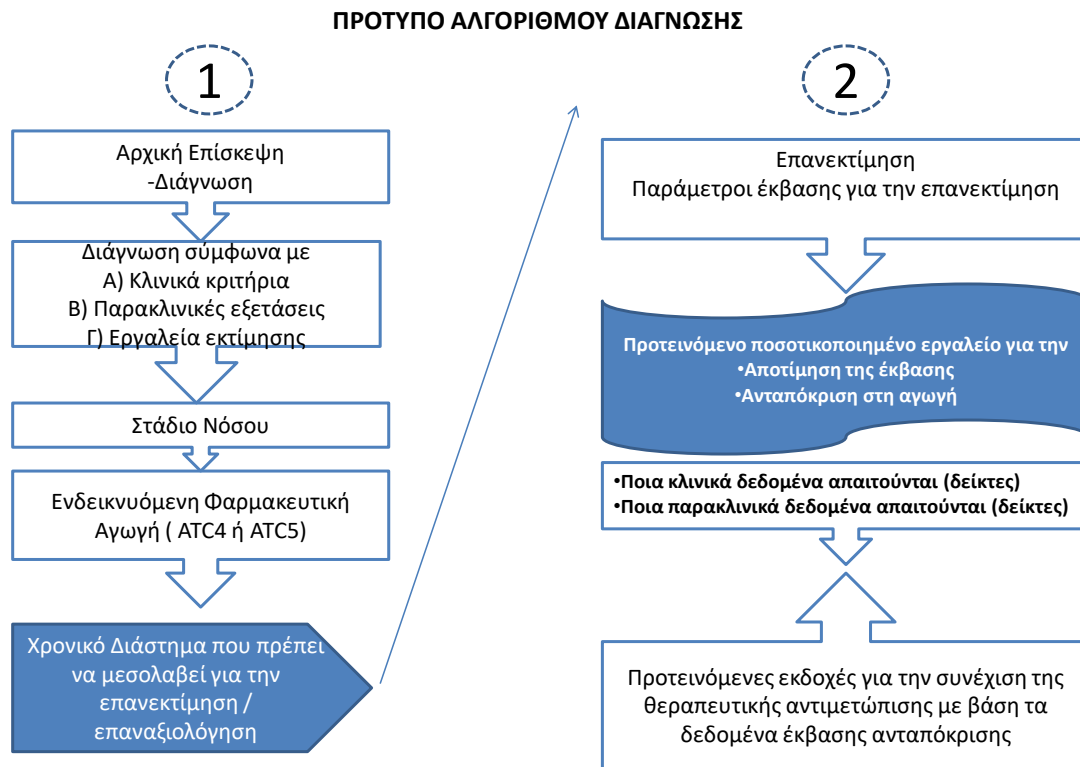 ΠΡΟΤΥΠΟ ΑΛΓΟΡΙΘΜΟΥ ΔΙΑΓΝΩΣΗΣ
1
Αρχική Επίσκεψη
-Διάγνωση
Διάγνωση σύμφωνα με
Α) Κλινικά κριτήρια
Β) Παρακλινικές εξετάσεις
Γ) Εργαλεία εκτίμησης
Στάδιο Νόσου
Ενδεικνυόμενη Φαρμακευτική
Αγωγή ( ATC4 ή ATC5)
Χρονικό Διάστημα που πρέπει
να μεσολαβεί για την
επανεκτίμηση /
επαναξιολόγηση
2
Επανεκτίμηση
Παράμετροι έκβασης για την επανεκτίμηση
Προτεινόμενο ποσοτικοποιημένο εργαλείο για την
•Αποτίμηση της έκβασης
•Ανταπόκριση στη αγωγή
•Ποια κλινικά δεδομένα απαιτούνται (δείκτες)
•Ποια παρακλινικά δεδομένα απαιτούνται (δείκτες)
Προτεινόμενες εκδοχές για την συνέχιση της
θεραπευτικής αντιμετώπισης με βάση τα
δεδομένα έκβασης ανταπόκρισης